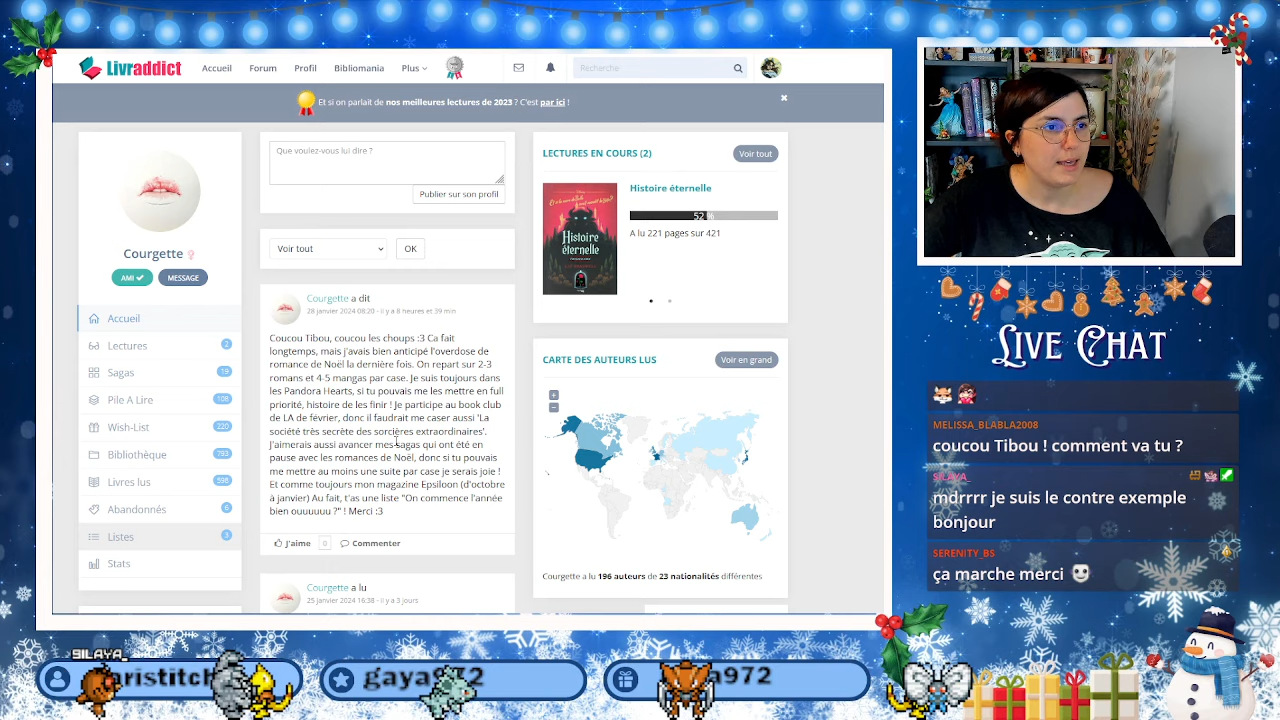 Livraddict
Accueil
Forum
Profil
Bibliomania
Plus
Recherche
Et si on parlait de nos meilleures lectures de 2023 ? C'est par ici !
Courgette
AMI
MESSAGE
Accueil
Lectures 2
Sagas 19
Pile A Lire 108
Wish-List 220
Bibliothèque 792
Livres lus 596
Abandonnés 6
Listes 3
Stats
Que voulez-vous lui dire ?
Publier sur son profil
Voir tout
OK
Courgette a dit
28 janvier 2024 08:20 - il y a 8 heures et 39 min
Coucou Tibou, coucou les choups :3 Ca fait
longtemps, mais j'avais bien anticipé l'overdose de
romance de Noël la dernière fois. On repart sur 2-3
romans et 4-5 mangas par case. Je suis toujours dans
les Pandora Hearts, si tu pouvais me les mettre en full
priorité, histoire de les finir ! Je participe au book club
de LA de février, donc il faudrait me caser aussi 'La
société très secrète des sorcières extraordinaires'.
J'aimerais aussi avancer mes sagas qui ont été en
pause avec les romances de Noël, donc si tu pouvais
me mettre au moins une suite par case je serais joie !
Et comme toujours mon magazine Epsiloon (d'octobre
à janvier) Au fait, t'as une liste "On commence l'année
bien ouuuuuu ?" ! Merci :3
J'aime 0 Commenter
Courgette a lu
25 janvier 2024 16:38 - il y a 3 jours
LECTURES EN COURS (2)
Voir tout
Histoire éternelle
52 %
A lu 221 pages sur 421
Histoire
éternelle
CARTE DES AUTEURS LUS
Voir en grand
+
−
Courgette a lu 196 auteurs de 23 nationalités différentes
LIVE CHAT
MELISSA_BLABLA2008
coucou Tibou ! comment va tu ?
SILAYA_
mdrrrr je suis le contre exemple
bonjour
SERENITY_BS
ça marche merci
SILAYA_
gaya972